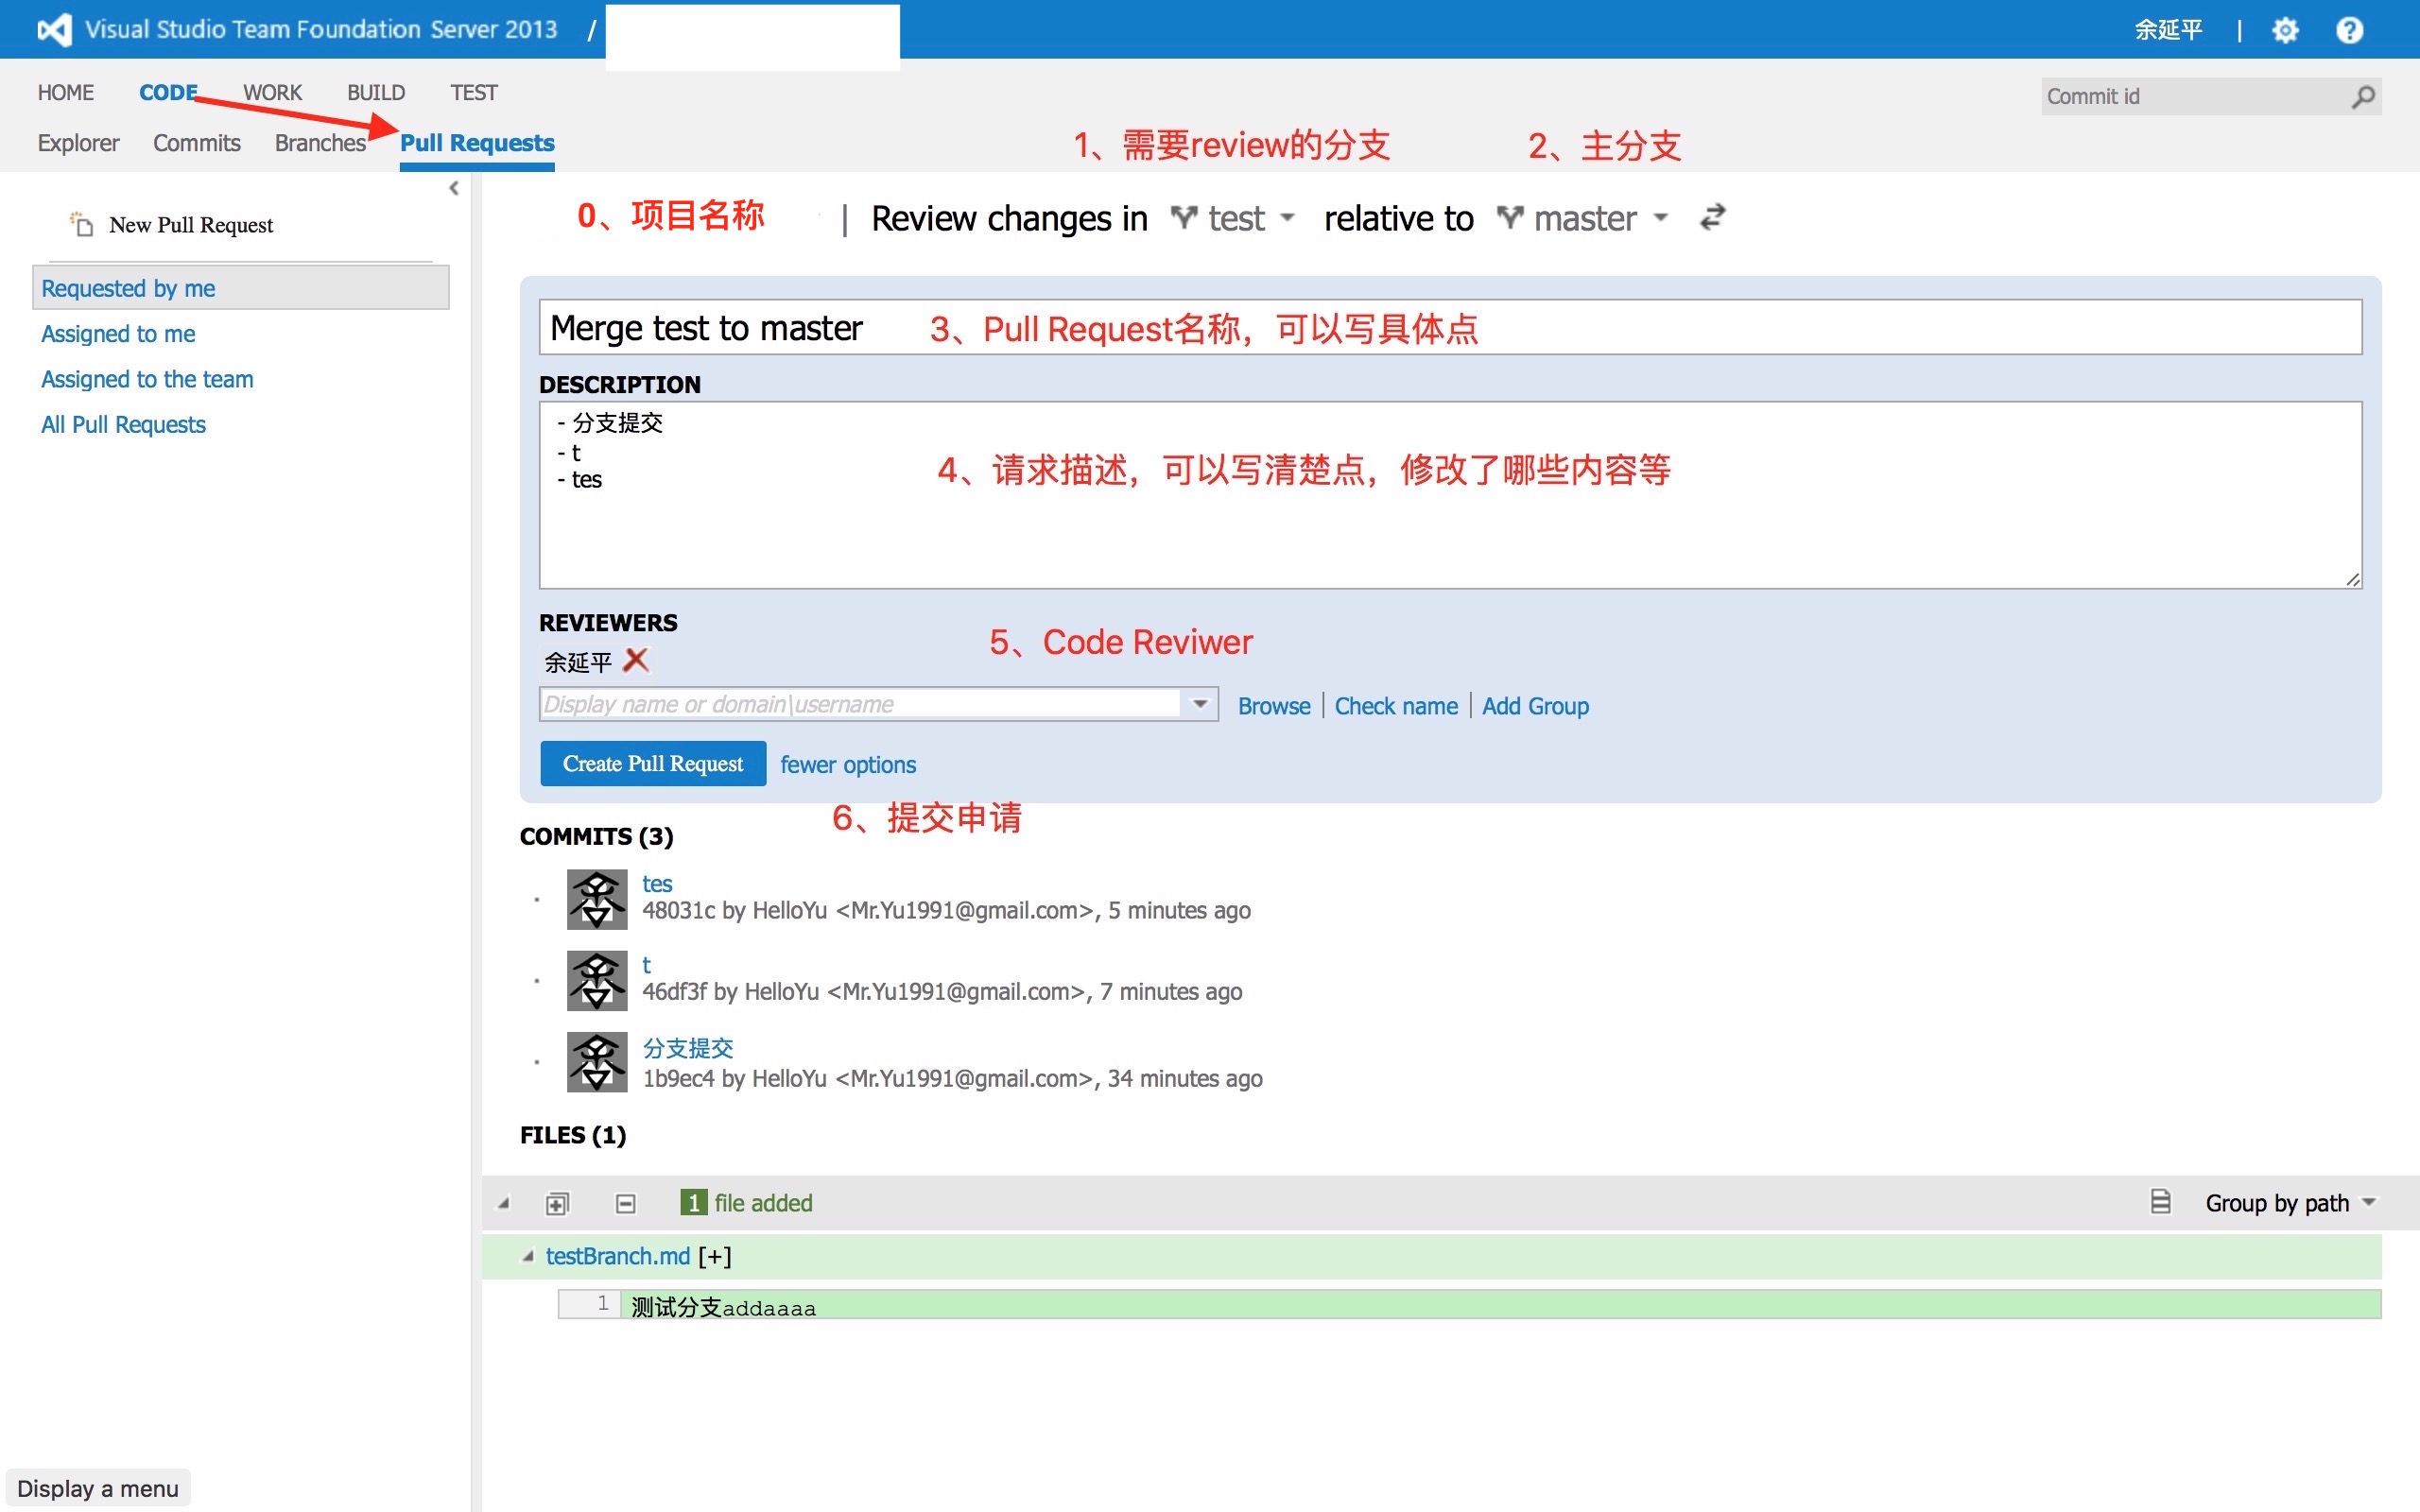 Visual Studio Team Foundation Server 2013 /
余延平 |
HOME CODE WORK BUILD TEST
Commit id
Explorer Commits Branches Pull Requests
1、需要review的分支
2、主分支
New Pull Request
Requested by me
Assigned to me
Assigned to the team
All Pull Requests
0、项目名称 | Review changes in test relative to master
Merge test to master
3、Pull Request名称，可以写具体点
DESCRIPTION
- 分支提交
- t
- tes
4、请求描述，可以写清楚点，修改了哪些内容等
REVIEWERS
余延平
5、Code Reviwer
Display name or domain\username
Browse | Check name | Add Group
Create Pull Request fewer options
6、提交申请
COMMITS (3)
tes
48031c by HelloYu <Mr.Yu1991@gmail.com>, 5 minutes ago
t
46df3f by HelloYu <Mr.Yu1991@gmail.com>, 7 minutes ago
分支提交
1b9ec4 by HelloYu <Mr.Yu1991@gmail.com>, 34 minutes ago
FILES (1)
1 file added
Group by path
testBranch.md [+]
1 测试分支addaaaa
Display a menu